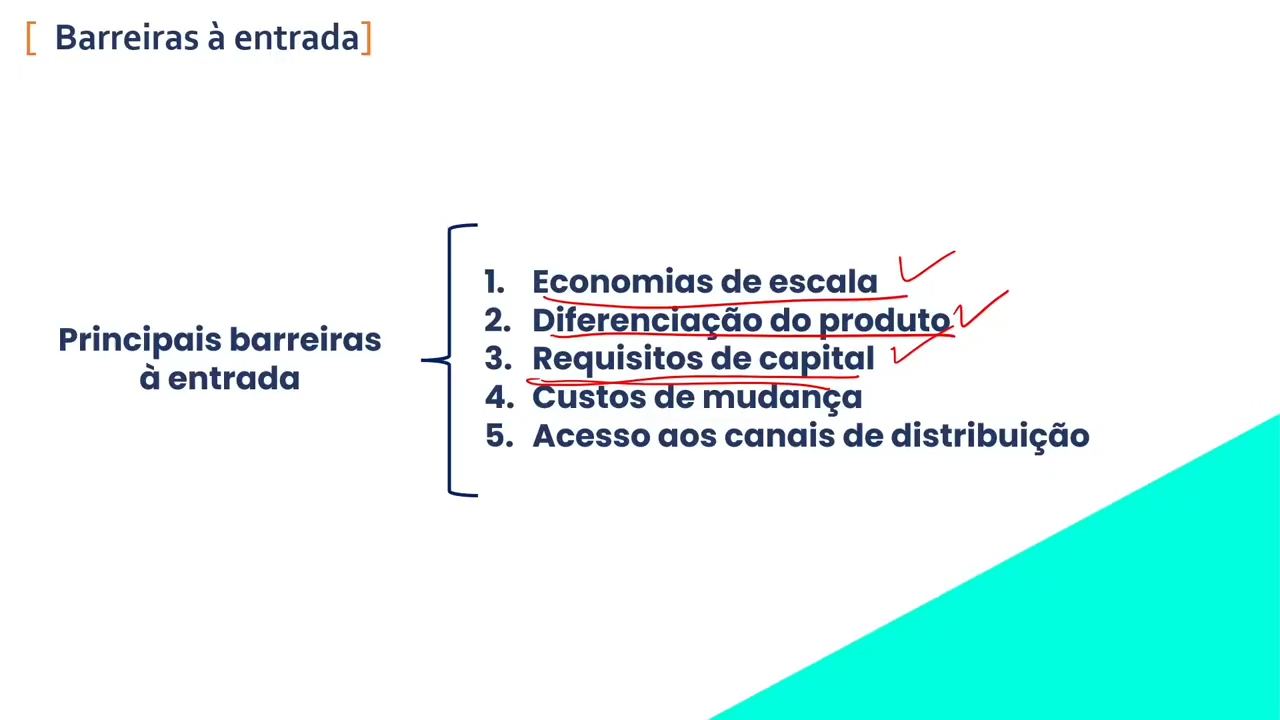 [ Barreiras à entrada]
Principais barreiras
à entrada
1. Economias de escala
2. Diferenciação do produto
3. Requisitos de capital
4. Custos de mudança
5. Acesso aos canais de distribuição